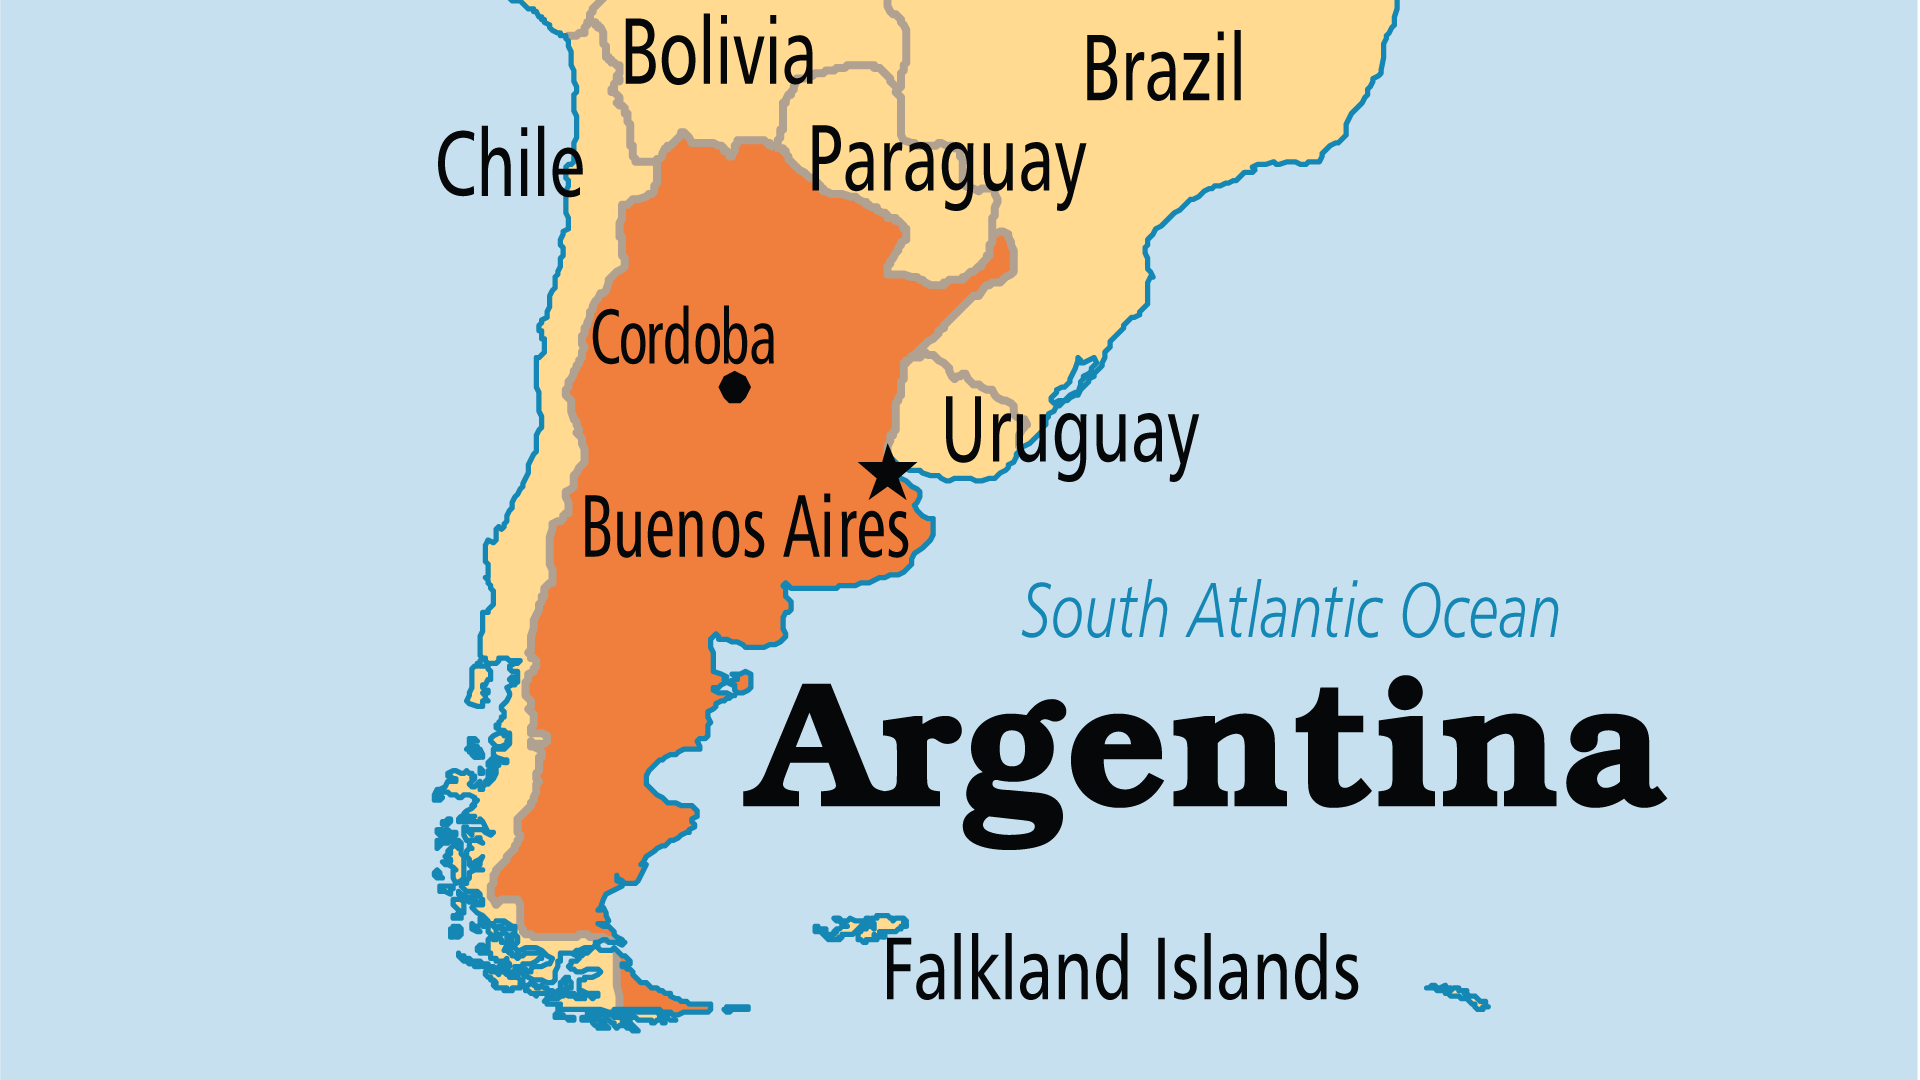 Bolivia
Brazil
Chile
Paraguay
Cordoba
Uruguay
Buenos Aires
South Atlantic Ocean
Argentina
Falkland Islands